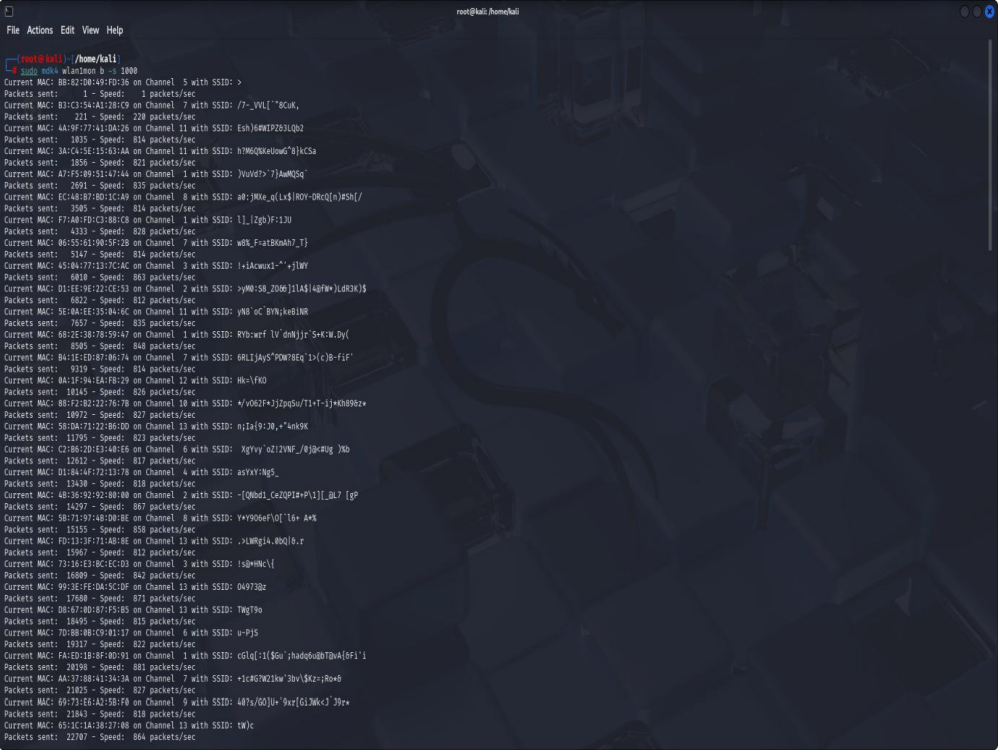 root@kali: /home/kali
File Actions Edit View Help
(root@kali)-[/home/kali]
# sudo mdk4 wlan1mon b -s 1000
Current MAC: BB:82:D0:49:FD:36 on Channel 5 with SSID: >
Packets sent: 1 - Speed: 1 packets/sec
Current MAC: B3:C3:54:A1:28:C9 on Channel 7 with SSID: /7-_VVL[`"8CuK,
Packets sent: 221 - Speed: 220 packets/sec
Current MAC: 4A:9F:77:41:DA:26 on Channel 11 with SSID: Esh)6#WIPZ&3LQb2
Packets sent: 1035 - Speed: 814 packets/sec
Current MAC: 3A:C4:5E:15:63:AA on Channel 11 with SSID: h?M6Q%KeUowG^8}kCSa
Packets sent: 1856 - Speed: 821 packets/sec
Current MAC: A7:F5:09:51:47:44 on Channel 1 with SSID: )VuVd?>`7}AwMQSq`
Packets sent: 2691 - Speed: 835 packets/sec
Current MAC: EC:48:B7:BD:1C:A9 on Channel 8 with SSID: a0:jMXe_q(Lx$|ROY-DRcQ[n)#Sh[/
Packets sent: 3505 - Speed: 814 packets/sec
Current MAC: F7:A0:FD:C3:88:C8 on Channel 1 with SSID: l]_|Zgb)F:1JU
Packets sent: 4333 - Speed: 828 packets/sec
Current MAC: 06:55:61:90:5F:2B on Channel 7 with SSID: w8%_F=atBKmAh7_T}
Packets sent: 5147 - Speed: 814 packets/sec
Current MAC: 45:04:77:13:7C:AC on Channel 3 with SSID: !+iAcwux1-^'+jlWY
Packets sent: 6010 - Speed: 863 packets/sec
Current MAC: D1:EE:9E:22:CE:53 on Channel 2 with SSID: >yM0:S8_ZO&6]1lA$|4@fW*)LdR3K)$
Packets sent: 6822 - Speed: 812 packets/sec
Current MAC: 5E:0A:EE:35:04:6C on Channel 11 with SSID: yN8`oC`BYN;keBiNR
Packets sent: 7657 - Speed: 835 packets/sec
Current MAC: 68:2E:38:78:59:47 on Channel 1 with SSID: RYb:wrf lV`dnNjjr`S+K:W.Dy(
Packets sent: 8505 - Speed: 848 packets/sec
Current MAC: B4:1E:ED:87:06:74 on Channel 7 with SSID: 6RLIjAyS^PDW?8Eq`1>(c)B-fiF'
Packets sent: 9319 - Speed: 814 packets/sec
Current MAC: 0A:1F:94:EA:FB:29 on Channel 12 with SSID: Hk=\fKO
Packets sent: 10145 - Speed: 826 packets/sec
Current MAC: 88:F2:B2:22:76:7B on Channel 10 with SSID: */vO62F*JjZpqSu/T1+T-ij*Kh89&z*
Packets sent: 10972 - Speed: 827 packets/sec
Current MAC: 58:DA:71:22:B6:DD on Channel 13 with SSID: n;Ia{9:J0,+"4nk9K
Packets sent: 11795 - Speed: 823 packets/sec
Current MAC: C2:B6:2D:E3:40:E6 on Channel 6 with SSID: XgYvy`oZ!2VNF_/0j@<#Ug )%b
Packets sent: 12612 - Speed: 817 packets/sec
Current MAC: D1:84:4F:72:13:78 on Channel 4 with SSID: asYxY:Ng5_
Packets sent: 13430 - Speed: 818 packets/sec
Current MAC: 4B:36:92:92:80:00 on Channel 2 with SSID: ~[QNbd1_CeZQPI#+P\1][_@L7 [gP
Packets sent: 14297 - Speed: 867 packets/sec
Current MAC: 5B:71:97:4B:D0:BE on Channel 8 with SSID: Y*Y9O6eF\O[`l6+ A*%
Packets sent: 15155 - Speed: 858 packets/sec
Current MAC: FD:13:3F:71:AB:8E on Channel 13 with SSID: .>LWRgi4.0bQ|&.r
Packets sent: 15967 - Speed: 812 packets/sec
Current MAC: 73:16:E3:BC:EC:D3 on Channel 3 with SSID: !s@*HNc\{
Packets sent: 16809 - Speed: 842 packets/sec
Current MAC: 99:3E:FE:DA:5C:DF on Channel 13 with SSID: O4973@z
Packets sent: 17680 - Speed: 871 packets/sec
Current MAC: D8:67:0D:87:F5:B5 on Channel 13 with SSID: TWgT9o
Packets sent: 18495 - Speed: 815 packets/sec
Current MAC: 7D:BB:0B:C9:01:17 on Channel 6 with SSID: u-PjS
Packets sent: 19317 - Speed: 822 packets/sec
Current MAC: FA:ED:1B:8F:0D:91 on Channel 1 with SSID: cGlq[:1($Gu`;hadq6u@bT@vA{&Fi'i
Packets sent: 20198 - Speed: 881 packets/sec
Current MAC: AA:37:88:41:34:3A on Channel 7 with SSID: +1c#G?W21kw'3bv\$Kz=;Ro*&
Packets sent: 21025 - Speed: 827 packets/sec
Current MAC: 69:73:E6:A2:5B:F0 on Channel 9 with SSID: 40?s/GO]U+`9xr[GiJWk<J`J9r*
Packets sent: 21843 - Speed: 818 packets/sec
Current MAC: 65:1C:1A:38:27:08 on Channel 13 with SSID: tW)c
Packets sent: 22707 - Speed: 864 packets/sec